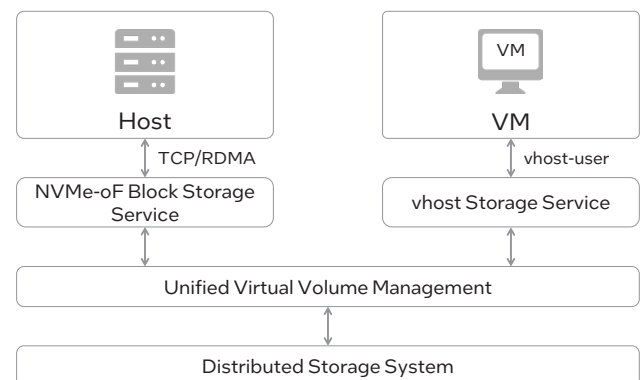 VM
Host
VM
TCP/RDMA
vhost-user
NVMe-oF Block Storage
Service
vhost Storage Service
Unified Virtual Volume Management
Distributed Storage System